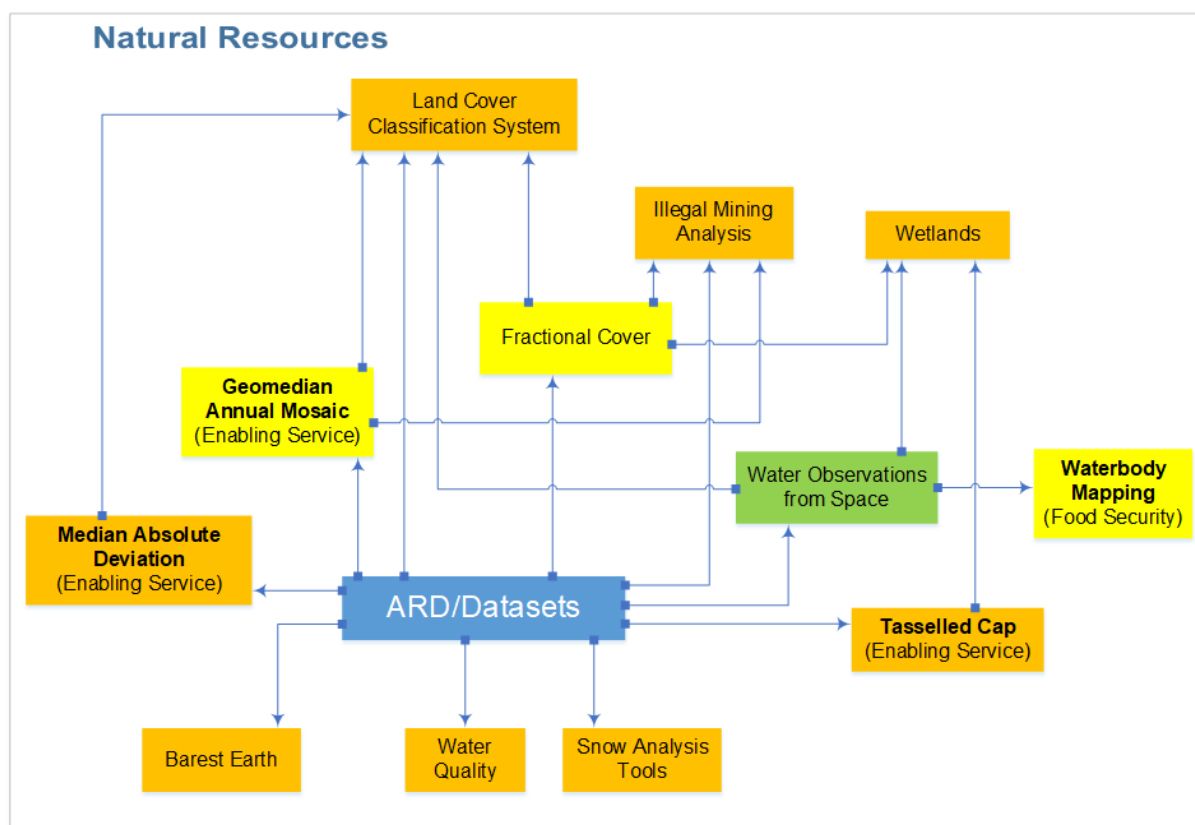 Natural Resources
Land Cover
Classification System
Illegal Mining
Analysis
Wetlands
Fractional Cover
Geomedian
Annual Mosaic
(Enabling Service)
Water Observations
from Space
Waterbody
Mapping
(Food Security)
Median Absolute
Deviation
(Enabling Service)
ARD/Datasets
Tasselled Cap
(Enabling Service)
Barest Earth
Water
Quality
Snow Analysis
Tools